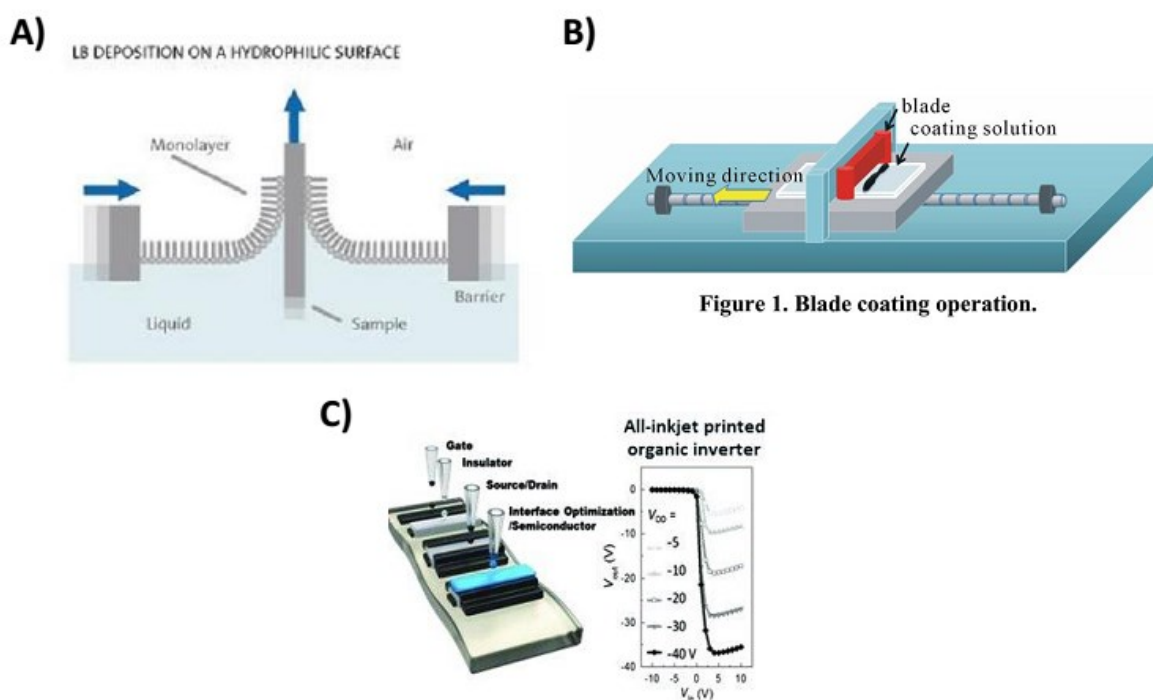 A)
LB DEPOSITION ON A HYDROPHILIC SURFACE
Monolayer
Air
Liquid
Sample
Barrier
B)
blade
coating solution
Moving direction
Figure 1. Blade coating operation.
C)
Gate
Insulator
Source/Drain
Interface Optimization
/Semiconductor
All-inkjet printed
organic inverter
V_DD =
-5
-10
-20
-30
-40 V
V_out (V)
0
-10
-20
-30
-40
-10
-5
0
5
10
V_in (V)